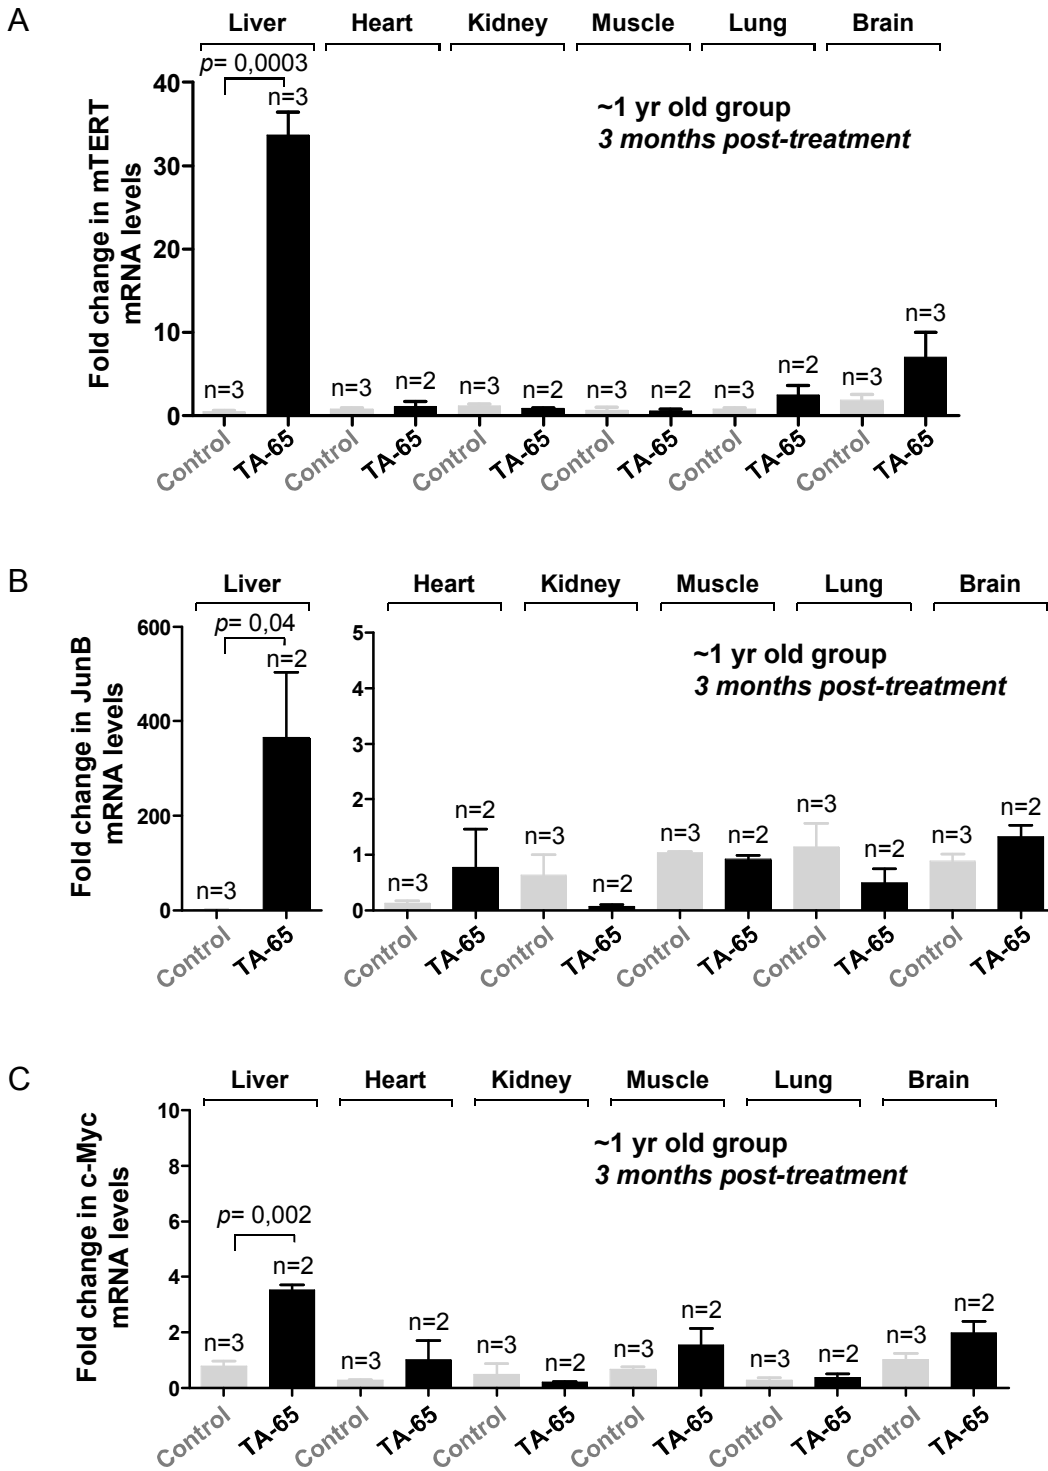 A
Liver Heart Kidney Muscle Lung Brain
p= 0,0003
~1 yr old group
3 months post-treatment
Fold change in mTERT
mRNA levels
40
30
20
10
0
n=3 n=3 n=3 n=2 n=3 n=2 n=3 n=2 n=3 n=2 n=3 n=3
Control TA-65 Control TA-65 Control TA-65 Control TA-65 Control TA-65 Control TA-65
B
Liver Heart Kidney Muscle Lung Brain
p= 0,04
~1 yr old group
3 months post-treatment
Fold change in JunB
mRNA levels
600
400
200
0
5
4
3
2
1
0
n=3 n=2 n=3 n=2 n=3 n=2 n=3 n=2 n=3 n=2 n=3 n=2
Control TA-65 Control TA-65 Control TA-65 Control TA-65 Control TA-65 Control TA-65
C
Liver Heart Kidney Muscle Lung Brain
~1 yr old group
3 months post-treatment
p= 0,002
Fold change in c-Myc
mRNA levels
10
8
6
4
2
0
n=3 n=2 n=3 n=2 n=3 n=2 n=3 n=2 n=3 n=2 n=3 n=2
Control TA-65 Control TA-65 Control TA-65 Control TA-65 Control TA-65 Control TA-65